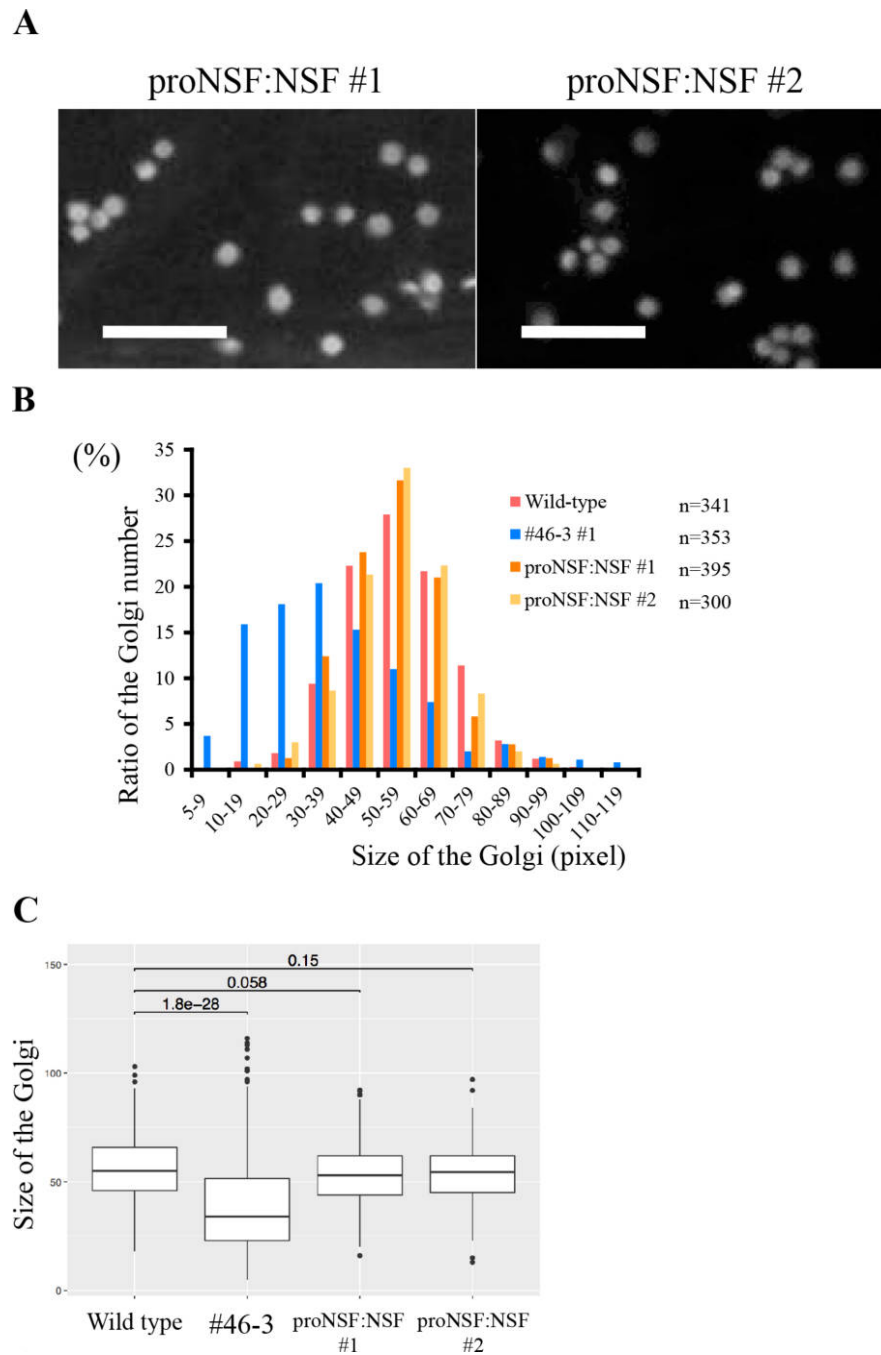 A
proNSF:NSF #1
proNSF:NSF #2
B
(%)
35
30
25
20
15
10
5
0
Ratio of the Golgi number
Wild-type n=341
#46-3 #1 n=353
proNSF:NSF #1 n=395
proNSF:NSF #2 n=300
5-9
10-19
20-29
30-39
40-49
50-59
60-69
70-79
80-89
90-99
100-109
110-119
Size of the Golgi (pixel)
C
150
100
50
0
Size of the Golgi
0.15
0.058
1.8e−28
Wild type
#46-3
proNSF:NSF
#1
proNSF:NSF
#2